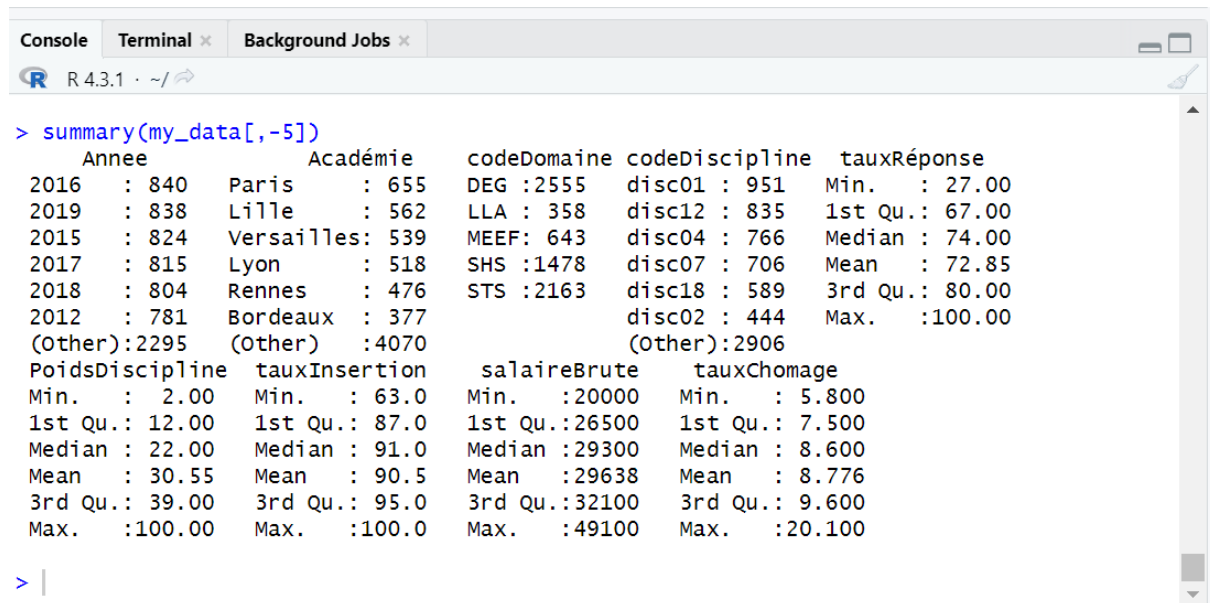 Console Terminal × Background Jobs ×
R R 4.3.1 · ~/
> summary(my_data[,-5])
Annee Académie codeDomaine codeDiscipline tauxRéponse
2016 : 840 Paris : 655 DEG :2555 disc01 : 951 Min. : 27.00
2019 : 838 Lille : 562 LLA : 358 disc12 : 835 1st Qu.: 67.00
2015 : 824 Versailles: 539 MEEF: 643 disc04 : 766 Median : 74.00
2017 : 815 Lyon : 518 SHS :1478 disc07 : 706 Mean : 72.85
2018 : 804 Rennes : 476 STS :2163 disc18 : 589 3rd Qu.: 80.00
2012 : 781 Bordeaux : 377 disc02 : 444 Max. :100.00
(Other):2295 (Other) :4070 (Other):2906
PoidsDiscipline tauxInsertion salaireBrute tauxChomage
Min. : 2.00 Min. : 63.0 Min. :20000 Min. : 5.800
1st Qu.: 12.00 1st Qu.: 87.0 1st Qu.:26500 1st Qu.: 7.500
Median : 22.00 Median : 91.0 Median :29300 Median : 8.600
Mean : 30.55 Mean : 90.5 Mean :29638 Mean : 8.776
3rd Qu.: 39.00 3rd Qu.: 95.0 3rd Qu.:32100 3rd Qu.: 9.600
Max. :100.00 Max. :100.0 Max. :49100 Max. :20.100
>